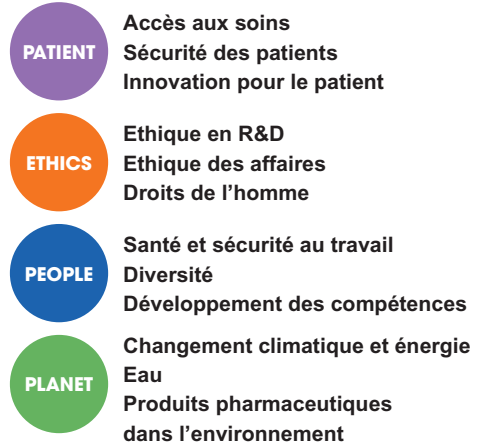 PATIENT
Accès aux soins
Sécurité des patients
Innovation pour le patient
ETHICS
Ethique en R&D
Ethique des affaires
Droits de l’homme
PEOPLE
Santé et sécurité au travail
Diversité
Développement des compétences
PLANET
Changement climatique et énergie
Eau
Produits pharmaceutiques
dans l’environnement